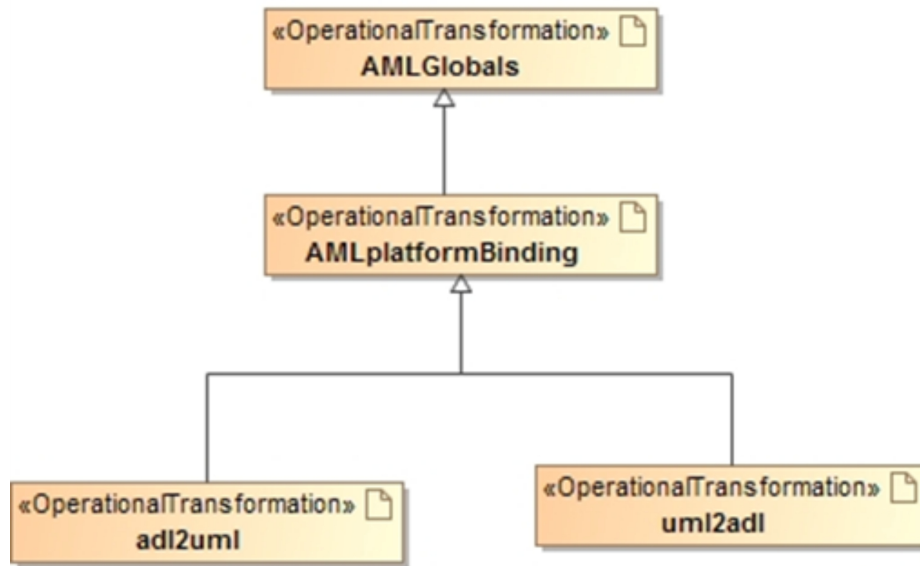 «OperationalTransformation»
AMLGlobals
«OperationalTransformation»
AMLplatformBinding
«OperationalTransformation»
adl2uml
«OperationalTransformation»
uml2adl